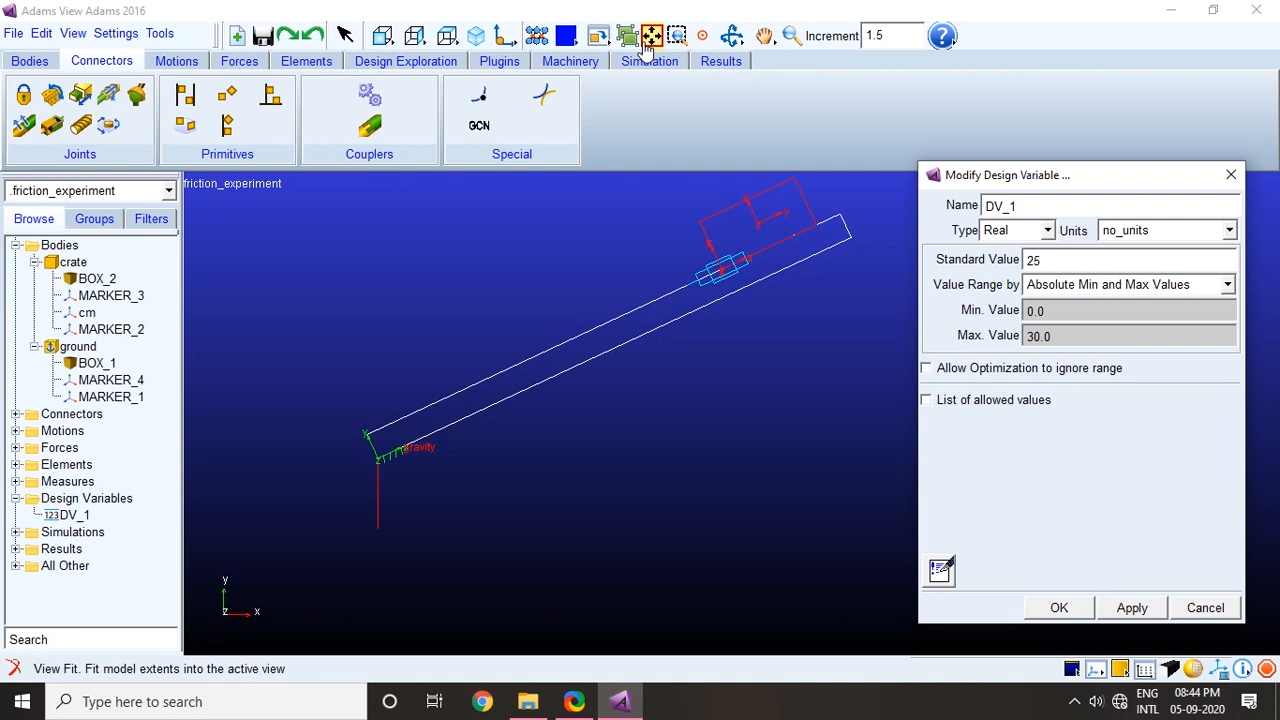 Adams View Adams 2016
File Edit View Settings Tools
Increment 1.5
Bodies Connectors Motions Forces Elements Design Exploration Plugins Machinery Simulation Results
GCN
Joints Primitives Couplers Special
.friction_experiment
friction_experiment
Browse Groups Filters
Bodies
crate
BOX_2
MARKER_3
cm
MARKER_2
ground
BOX_1
MARKER_4
MARKER_1
Connectors
Motions
Forces
Elements
Measures
Design Variables
DV_1
Simulations
Results
All Other
Search
gravity
y
z x
Modify Design Variable ...
Name DV_1
Type Real Units no_units
Standard Value 25
Value Range by Absolute Min and Max Values
Min. Value 0.0
Max. Value 30.0
Allow Optimization to ignore range
List of allowed values
OK Apply Cancel
View Fit. Fit model extents into the active view
Type here to search
ENG 08:44 PM
INTL 05-09-2020